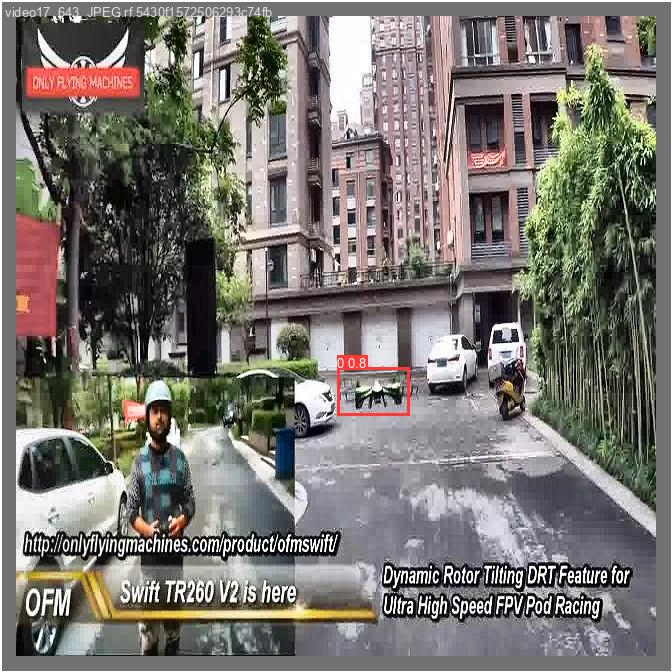 video17_643_JPEG.rf.5430f1572506293c74fb
ONLY FLYING MACHINES
0 0.8
http://onlyflyingmachines.com/product/ofmswift/
OFM
Swift TR260 V2 is here
Dynamic Rotor Tilting DRT Feature for
Ultra High Speed FPV Pod Racing